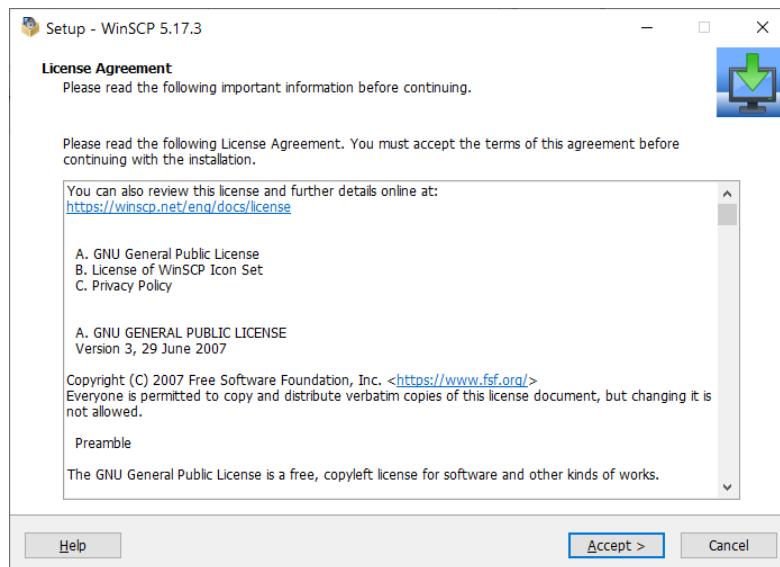 Setup - WinSCP 5.17.3
License Agreement
Please read the following important information before continuing.
Please read the following License Agreement. You must accept the terms of this agreement before
continuing with the installation.
You can also review this license and further details online at:
https://winscp.net/eng/docs/license
A. GNU General Public License
B. License of WinSCP Icon Set
C. Privacy Policy
A. GNU GENERAL PUBLIC LICENSE
Version 3, 29 June 2007
Copyright (C) 2007 Free Software Foundation, Inc. <https://www.fsf.org/>
Everyone is permitted to copy and distribute verbatim copies of this license document, but changing it is
not allowed.
Preamble
The GNU General Public License is a free, copyleft license for software and other kinds of works.
Help
Accept >
Cancel